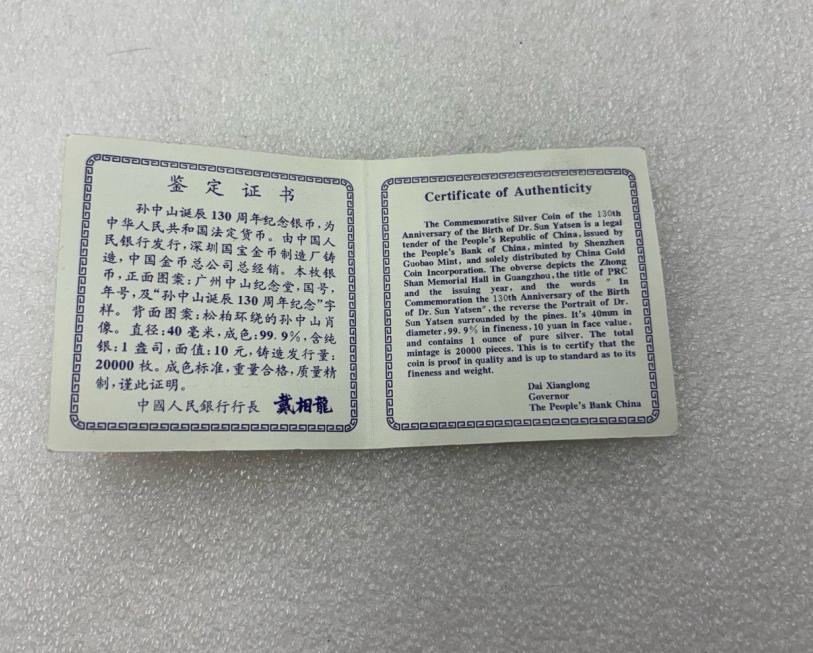 鉴定证书
孙中山诞辰130周年纪念银币，为
中华人民共和国法定货币。由中国人
民银行发行，深圳国宝金币制造厂铸
造，中国金币总公司总经销。本枚银
币，正面图案：广州中山纪念堂，国号，
年号，及“孙中山诞辰130周年纪念”字
样。背面图案：松柏环绕的孙中山肖
像。直径：40毫米，成色：99.9%，含纯
银：1盎司，面值：10元，铸造发行量：
20000枚。成色标准，重量合格，质量精
制，谨此证明。
中國人民銀行行長 戴相龍
Certificate of Authenticity
The Commemorative Silver Coin of the 130th
Anniversary of the Birth of Dr. Sun Yatsen is a legal
tender of the People's Republic of China, issued by
the People's Bank of China, minted by Shenzhen
Guobao Mint, and solely distributed by China Gold
Coin Incorporation. The obverse depicts the Zhong
Shan Memorial Hall in Guangzhou, the title of PRC
and the issuing year, and the words " In
Commemoration the 130th Anniversary of the Birth
of Dr. Sun Yatsen", the reverse the Portrait of Dr.
Sun Yatsen surrounded by the pines. It's 40mm in
diameter, 99.9% in fineness, 10 yuan in face value,
and contains 1 ounce of pure silver. The total
mintage is 20000 pieces. This is to certify that the
coin is proof in quality and is up to standard as to its
fineness and weight.
Dai Xianglong
Governor
The People's Bank China